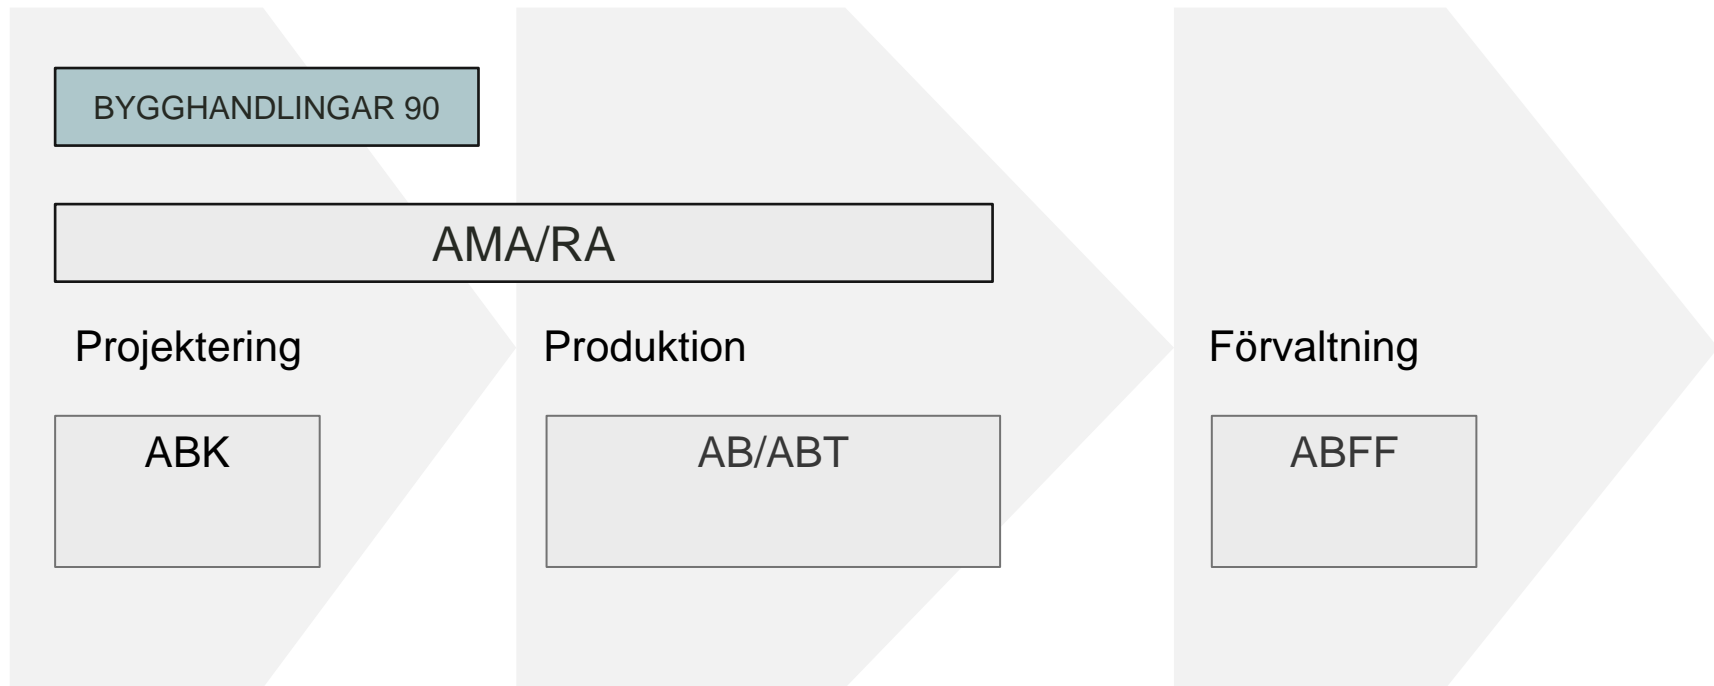 BYGGHANDLINGAR 90
AMA/RA
Projektering
Produktion
Förvaltning
ABK
AB/ABT
ABFF